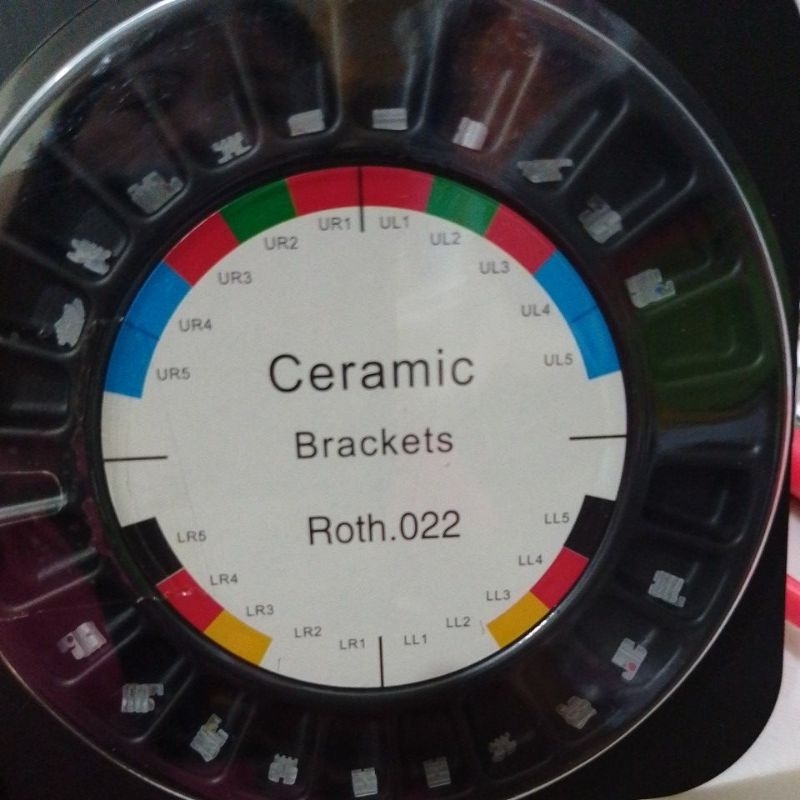 UR1 UL1
UR2 UL2
UR3 UL3
UR4 UL4
UR5 UL5
Ceramic
Brackets
Roth.022
LR5 LL5
LR4 LL4
LR3 LL3
LR2 LL2
LR1 LL1